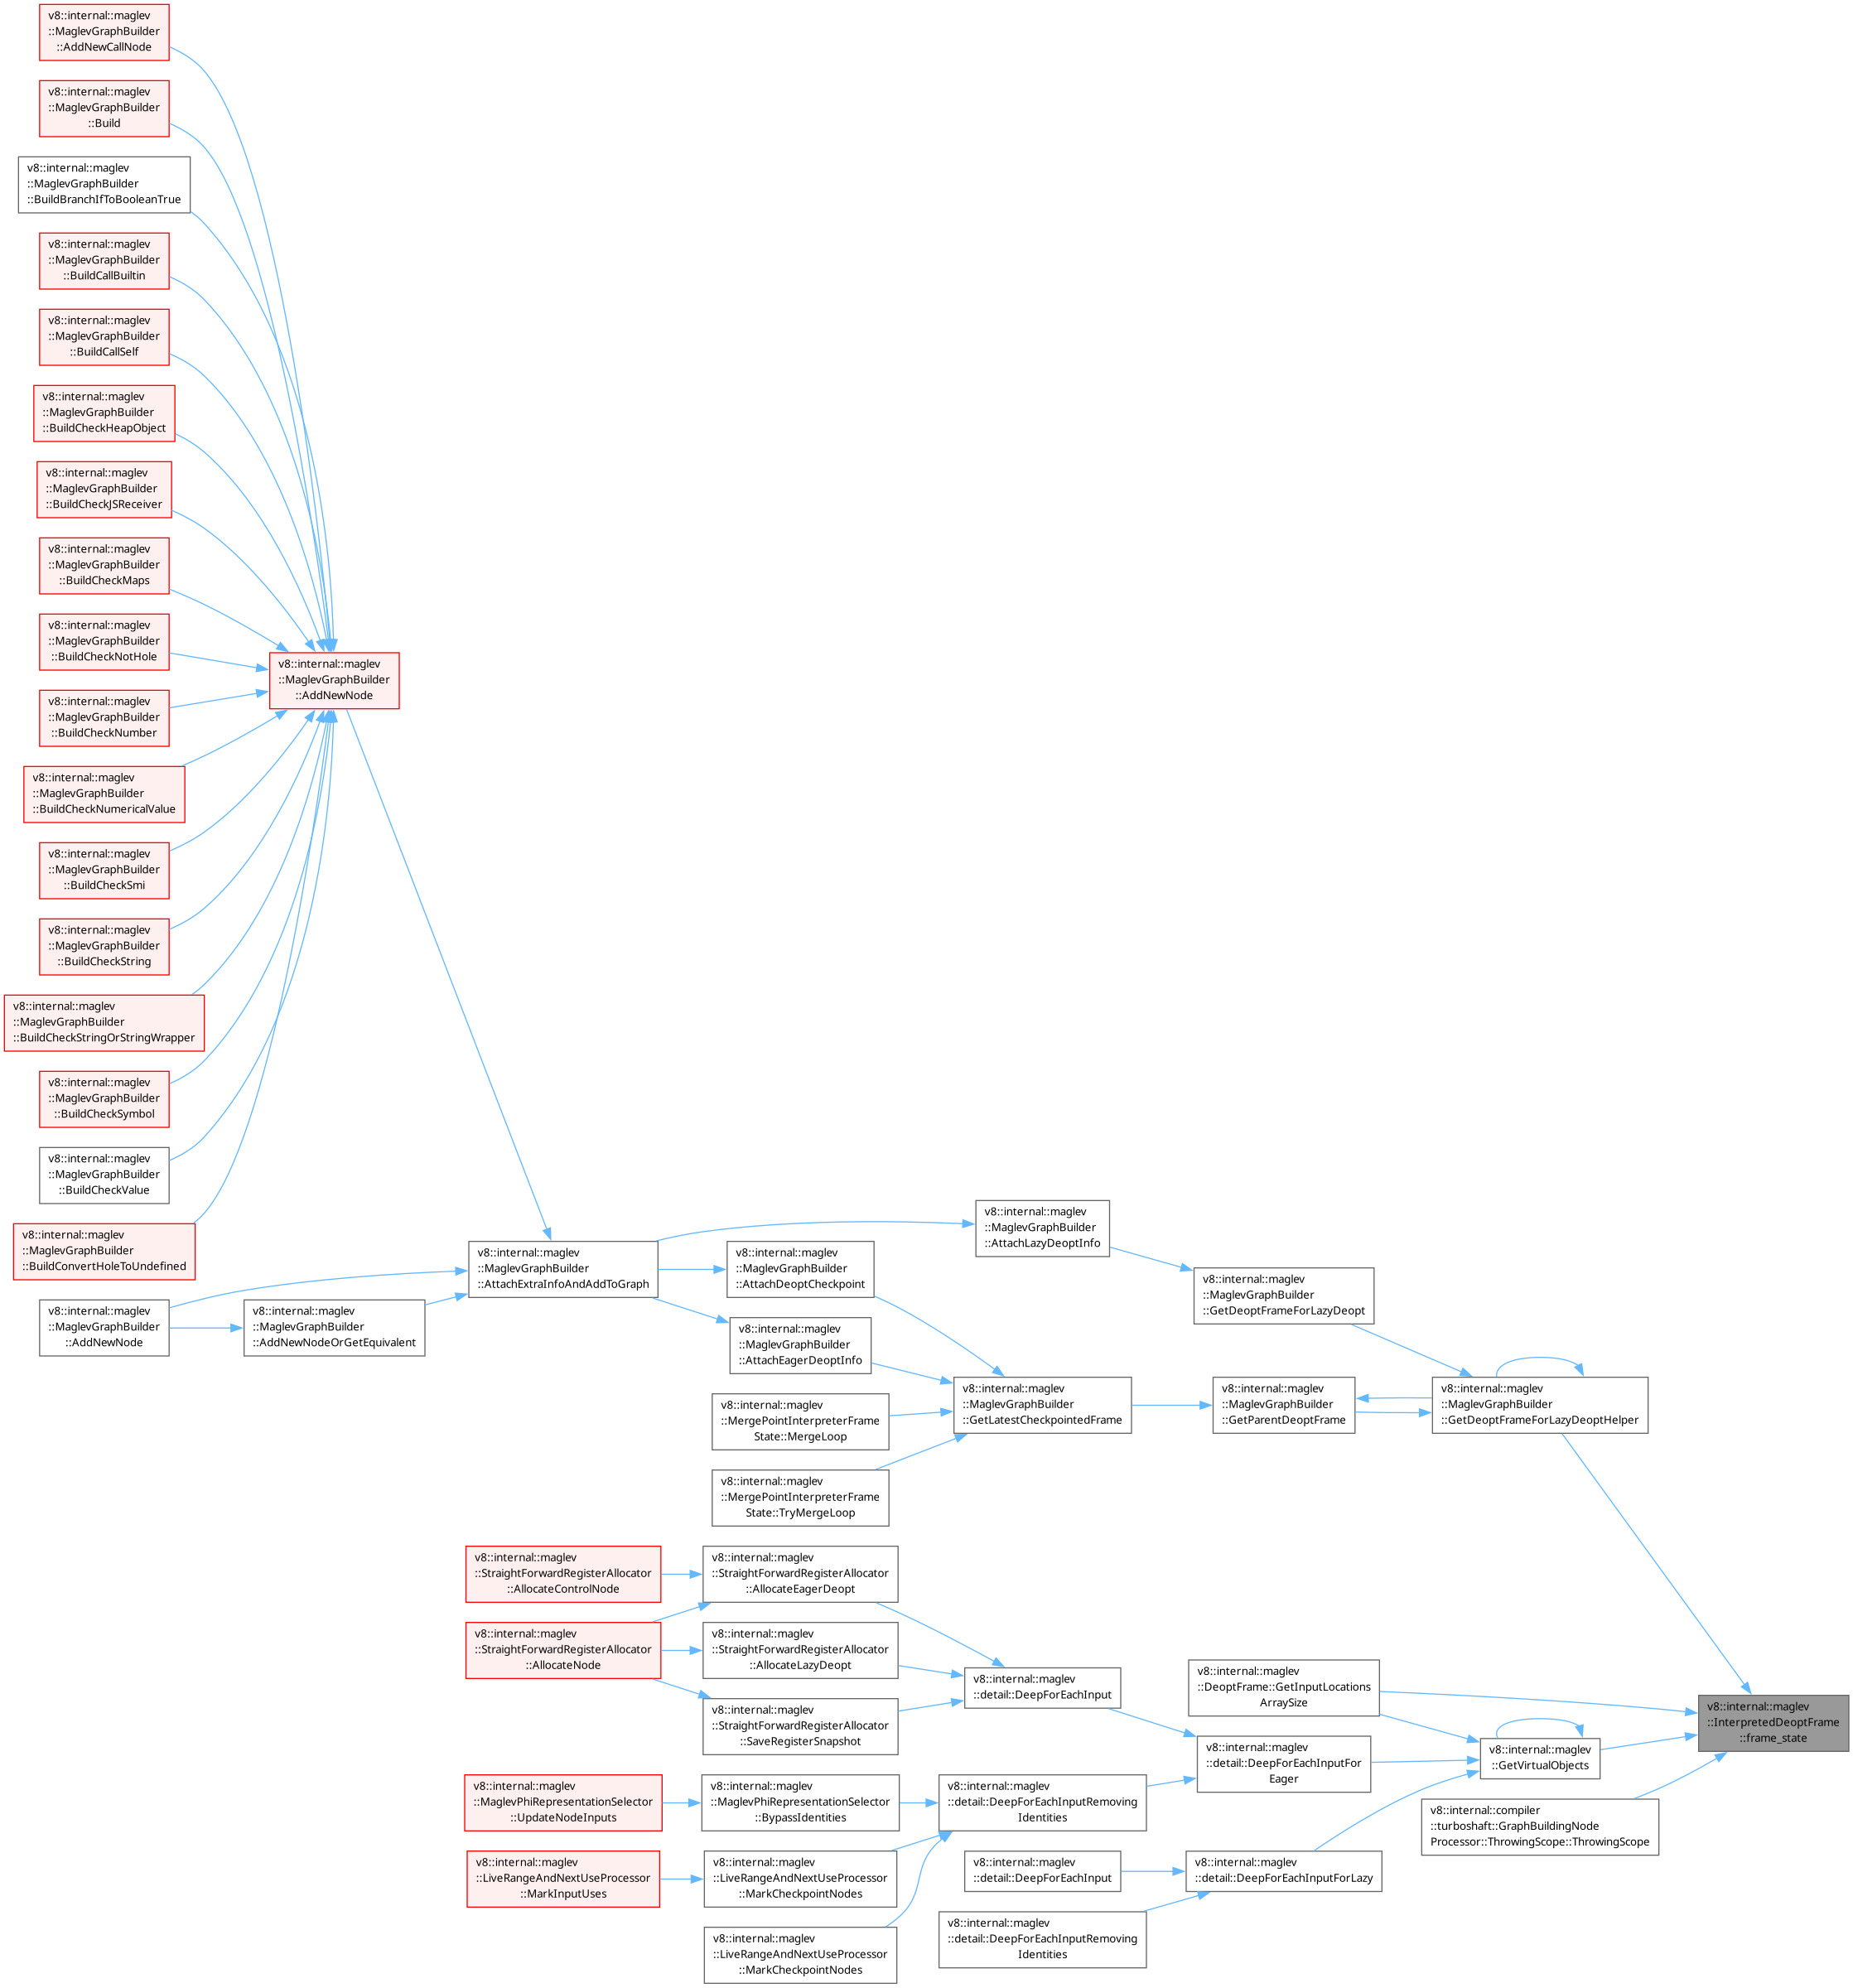 v8::internal::maglev
::MaglevGraphBuilder
::AddNewCallNode
v8::internal::maglev
::MaglevGraphBuilder
::Build
v8::internal::maglev
::MaglevGraphBuilder
::BuildBranchIfToBooleanTrue
v8::internal::maglev
::MaglevGraphBuilder
::BuildCallBuiltin
v8::internal::maglev
::MaglevGraphBuilder
::BuildCallSelf
v8::internal::maglev
::MaglevGraphBuilder
::BuildCheckHeapObject
v8::internal::maglev
::MaglevGraphBuilder
::BuildCheckJSReceiver
v8::internal::maglev
::MaglevGraphBuilder
::BuildCheckMaps
v8::internal::maglev
::MaglevGraphBuilder
::BuildCheckNotHole
v8::internal::maglev
::MaglevGraphBuilder
::BuildCheckNumber
v8::internal::maglev
::MaglevGraphBuilder
::BuildCheckNumericalValue
v8::internal::maglev
::MaglevGraphBuilder
::BuildCheckSmi
v8::internal::maglev
::MaglevGraphBuilder
::BuildCheckString
v8::internal::maglev
::MaglevGraphBuilder
::BuildCheckStringOrStringWrapper
v8::internal::maglev
::MaglevGraphBuilder
::BuildCheckSymbol
v8::internal::maglev
::MaglevGraphBuilder
::BuildCheckValue
v8::internal::maglev
::MaglevGraphBuilder
::BuildConvertHoleToUndefined
v8::internal::maglev
::MaglevGraphBuilder
::AddNewNode
v8::internal::maglev
::MaglevGraphBuilder
::AddNewNode
v8::internal::maglev
::MaglevGraphBuilder
::AddNewNodeOrGetEquivalent
v8::internal::maglev
::MaglevGraphBuilder
::AttachExtraInfoAndAddToGraph
v8::internal::maglev
::MaglevGraphBuilder
::AttachDeoptCheckpoint
v8::internal::maglev
::MaglevGraphBuilder
::AttachEagerDeoptInfo
v8::internal::maglev
::MergePointInterpreterFrame
State::MergeLoop
v8::internal::maglev
::MergePointInterpreterFrame
State::TryMergeLoop
v8::internal::maglev
::MaglevGraphBuilder
::AttachLazyDeoptInfo
v8::internal::maglev
::MaglevGraphBuilder
::GetLatestCheckpointedFrame
v8::internal::maglev
::MaglevGraphBuilder
::GetDeoptFrameForLazyDeopt
v8::internal::maglev
::MaglevGraphBuilder
::GetParentDeoptFrame
v8::internal::maglev
::MaglevGraphBuilder
::GetDeoptFrameForLazyDeoptHelper
v8::internal::maglev
::StraightForwardRegisterAllocator
::AllocateControlNode
v8::internal::maglev
::StraightForwardRegisterAllocator
::AllocateNode
v8::internal::maglev
::StraightForwardRegisterAllocator
::AllocateEagerDeopt
v8::internal::maglev
::StraightForwardRegisterAllocator
::AllocateLazyDeopt
v8::internal::maglev
::StraightForwardRegisterAllocator
::SaveRegisterSnapshot
v8::internal::maglev
::MaglevPhiRepresentationSelector
::UpdateNodeInputs
v8::internal::maglev
::MaglevPhiRepresentationSelector
::BypassIdentities
v8::internal::maglev
::LiveRangeAndNextUseProcessor
::MarkInputUses
v8::internal::maglev
::LiveRangeAndNextUseProcessor
::MarkCheckpointNodes
v8::internal::maglev
::LiveRangeAndNextUseProcessor
::MarkCheckpointNodes
v8::internal::maglev
::detail::DeepForEachInput
v8::internal::maglev
::detail::DeepForEachInputRemoving
Identities
v8::internal::maglev
::detail::DeepForEachInput
v8::internal::maglev
::detail::DeepForEachInputRemoving
Identities
v8::internal::maglev
::DeoptFrame::GetInputLocations
ArraySize
v8::internal::maglev
::detail::DeepForEachInputFor
Eager
v8::internal::maglev
::detail::DeepForEachInputForLazy
v8::internal::maglev
::GetVirtualObjects
v8::internal::compiler
::turboshaft::GraphBuildingNode
Processor::ThrowingScope::ThrowingScope
v8::internal::maglev
::InterpretedDeoptFrame
::frame_state